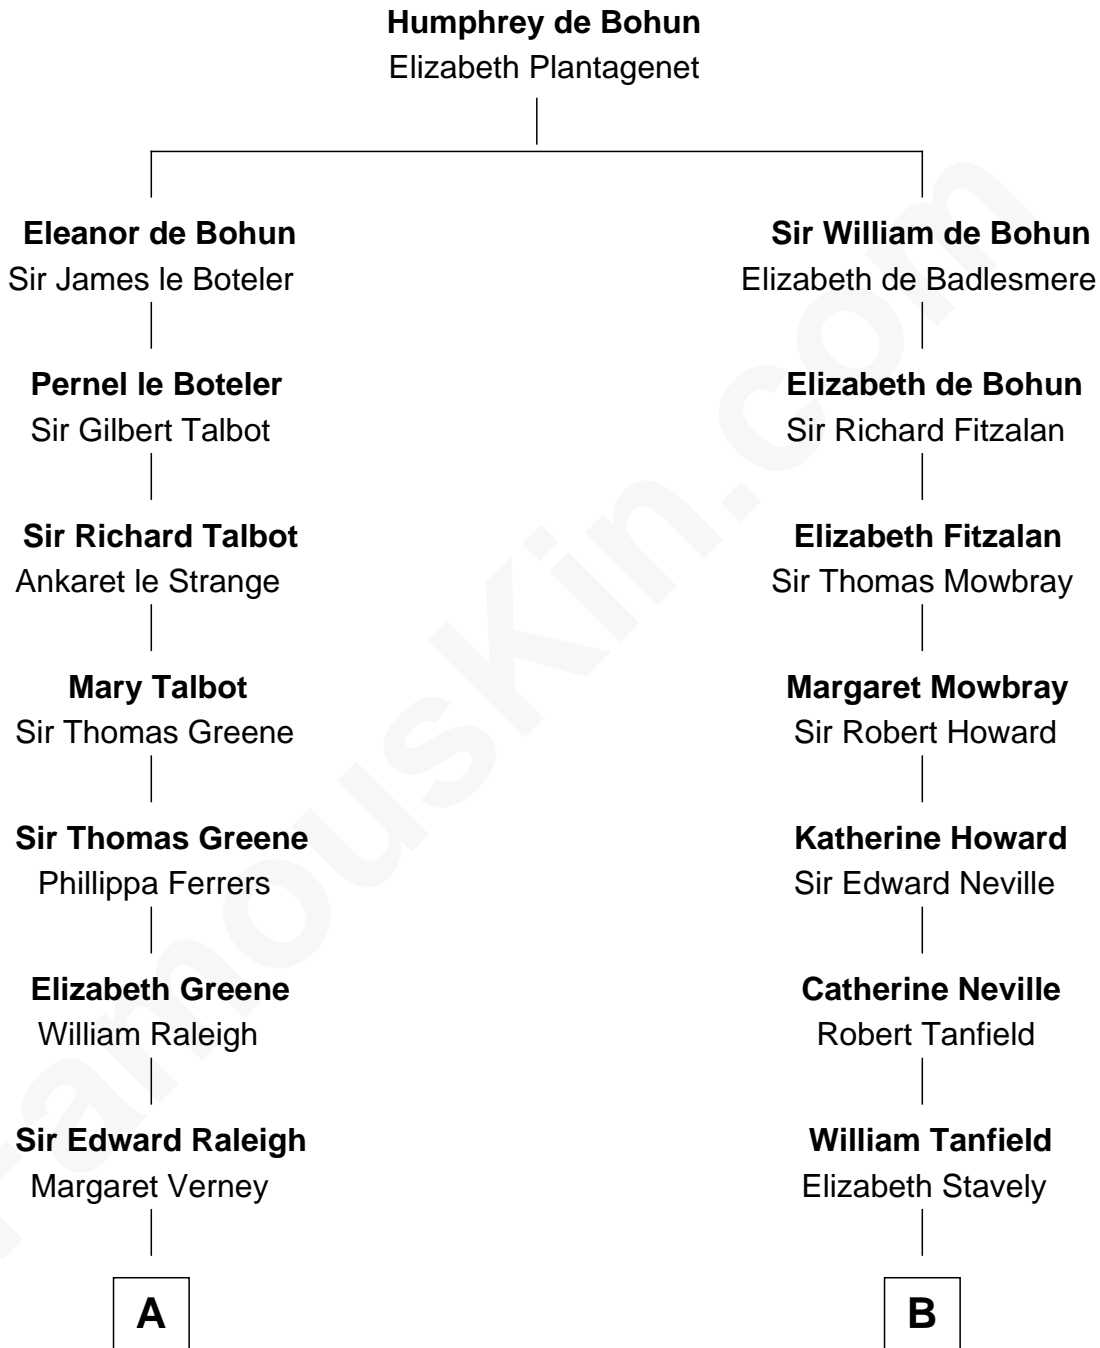 Humphrey de Bohun
Elizabeth Plantagenet
Eleanor de Bohun
Sir James le Boteler
Pernel le Boteler
Sir Gilbert Talbot
Sir Richard Talbot
Ankaret le Strange
Mary Talbot
Sir Thomas Greene
Sir Thomas Greene
Phillippa Ferrers
Elizabeth Greene
William Raleigh
Sir Edward Raleigh
Margaret Verney
A
Sir William de Bohun
Elizabeth de Badlesmere
Elizabeth de Bohun
Sir Richard Fitzalan
Elizabeth Fitzalan
Sir Thomas Mowbray
Margaret Mowbray
Sir Robert Howard
Katherine Howard
Sir Edward Neville
Catherine Neville
Robert Tanfield
William Tanfield
Elizabeth Stavely
B
FamousKin.com